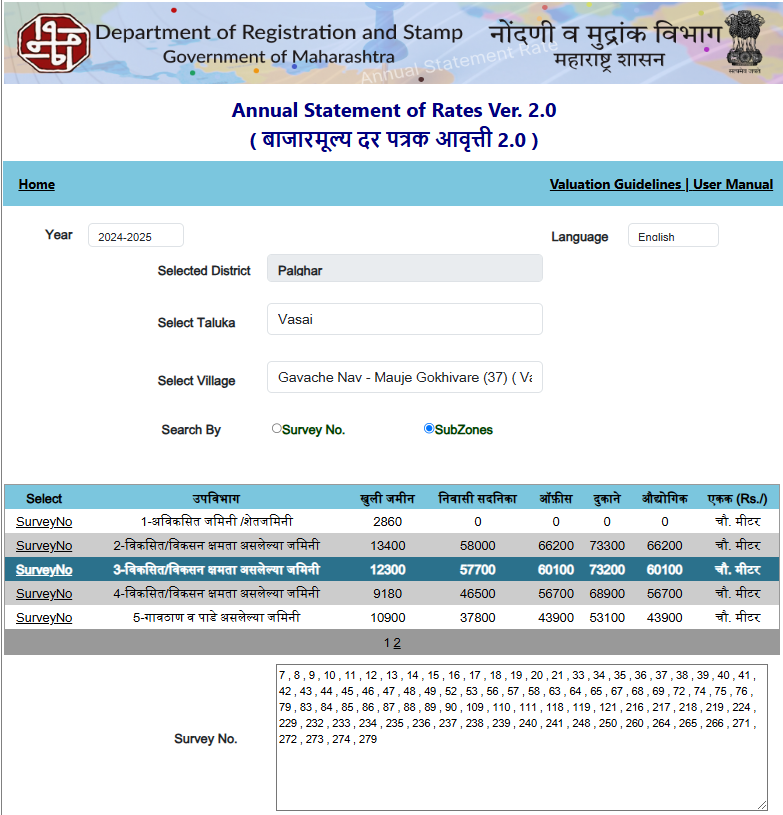 Department of Registration and Stamp
Government of Maharashtra
नोंदणी व मुद्रांक विभाग
महाराष्ट्र शासन
Annual Statement Rate
Annual Statement of Rates Ver. 2.0
( बाजारमूल्य दर पत्रक आवृत्ती 2.0 )
Home Valuation Guidelines | User Manual
Year 2024-2025 Language English
Selected District Palghar
Select Taluka Vasai
Select Village Gavache Nav - Mauje Gokhivare (37) ( Va
Search By Survey No. SubZones
Select उपविभाग खुली जमीन निवासी सदनिका ऑफ़ीस दुकाने औद्योगिक एकक (Rs./)
SurveyNo 1-अविकसित जमिनी /शेतजमिनी 2860 0 0 0 0 चौ. मीटर
SurveyNo 2-विकसित/विकसन क्षमता असलेल्या जमिनी 13400 58000 66200 73300 66200 चौ. मीटर
SurveyNo 3-विकसित/विकसन क्षमता असलेल्या जमिनी 12300 57700 60100 73200 60100 चौ. मीटर
SurveyNo 4-विकसित/विकसन क्षमता असलेल्या जमिनी 9180 46500 56700 68900 56700 चौ. मीटर
SurveyNo 5-गावठाण व पाडे असलेल्या जमिनी 10900 37800 43900 53100 43900 चौ. मीटर
1 2
Survey No.
7 , 8 , 9 , 10 , 11 , 12 , 13 , 14 , 15 , 16 , 17 , 18 , 19 , 20 , 21 , 33 , 34 , 35 , 36 , 37 , 38 , 39 , 40 , 41 ,
42 , 43 , 44 , 45 , 46 , 46 , 47 , 48 , 49 , 52 , 53 , 56 , 57 , 58 , 63 , 64 , 65 , 67 , 68 , 69 , 72 , 74 , 75 , 76 ,
79 , 83 , 84 , 85 , 86 , 87 , 88 , 89 , 90 , 109 , 110 , 111 , 118 , 119 , 121 , 216 , 217 , 218 , 219 , 224 ,
229 , 232 , 233 , 234 , 235 , 236 , 237 , 238 , 239 , 240 , 241 , 248 , 250 , 260 , 264 , 265 , 266 , 271 ,
272 , 273 , 274 , 279